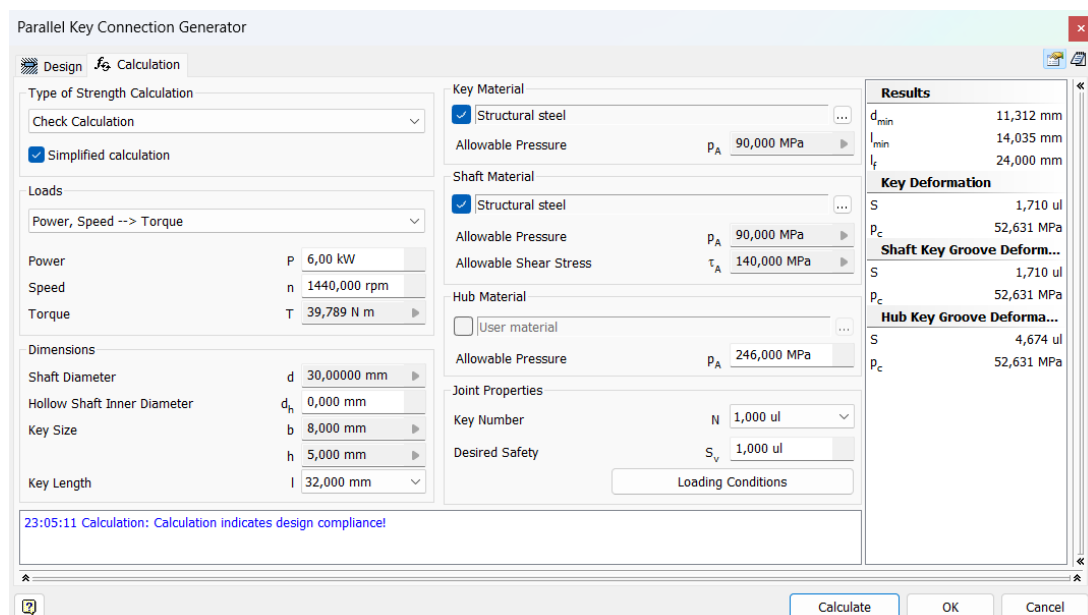 Parallel Key Connection Generator
Design
Calculation
Type of Strength Calculation
Check Calculation
Simplified calculation
Loads
Power, Speed --> Torque
Power P 6,00 kW
Speed n 1440,000 rpm
Torque T 39,789 N m
Dimensions
Shaft Diameter d 30,00000 mm
Hollow Shaft Inner Diameter dh 0,000 mm
Key Size b 8,000 mm
h 5,000 mm
Key Length l 32,000 mm
Key Material
Structural steel
...
Allowable Pressure pA 90,000 MPa
Shaft Material
Structural steel
...
Allowable Pressure pA 90,000 MPa
Allowable Shear Stress τA 140,000 MPa
Hub Material
User material
...
Allowable Pressure pA 246,000 MPa
Joint Properties
Key Number N 1,000 ul
Desired Safety Sv 1,000 ul
Loading Conditions
Results
dmin 11,312 mm
lmin 14,035 mm
lf 24,000 mm
Key Deformation
S 1,710 ul
pc 52,631 MPa
Shaft Key Groove Deform...
S 1,710 ul
pc 52,631 MPa
Hub Key Groove Deforma...
S 4,674 ul
pc 52,631 MPa
23:05:11 Calculation: Calculation indicates design compliance!
?
Calculate
OK
Cancel